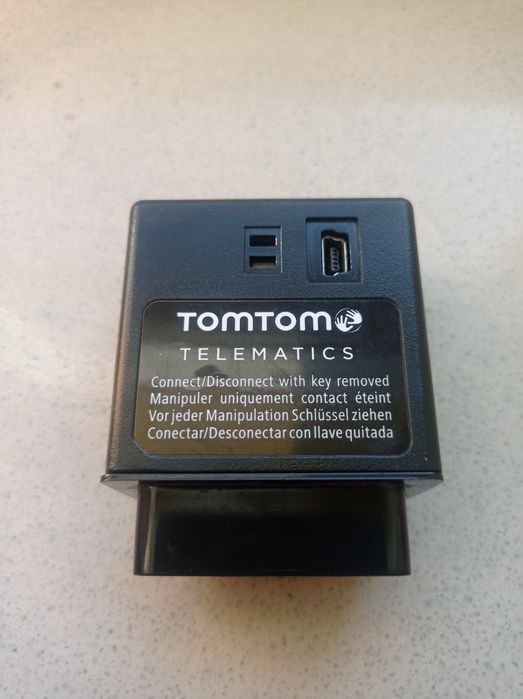 TOMTOM
TELEMATICS
Connect/Disconnect with key removed
Manipuler uniquement contact éteint
Vor jeder Manipulation Schlüssel ziehen
Conectar/Desconectar con llave quitada